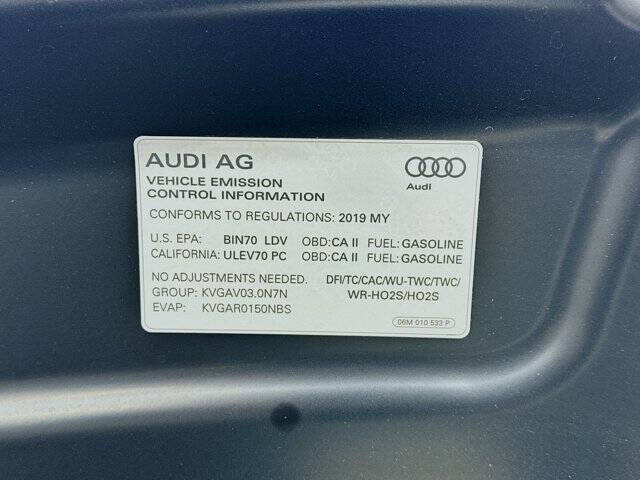 AUDI AG
Audi
VEHICLE EMISSION
CONTROL INFORMATION
CONFORMS TO REGULATIONS: 2019 MY
U.S. EPA: BIN70 LDV OBD: CA II FUEL: GASOLINE
CALIFORNIA: ULEV70 PC OBD: CA II FUEL: GASOLINE
NO ADJUSTMENTS NEEDED. DFI/TC/CAC/WU-TWC/TWC/
GROUP: KVGAV03.0N7N WR-HO2S/HO2S
EVAP: KVGAR0150NBS
06M 010 533 P